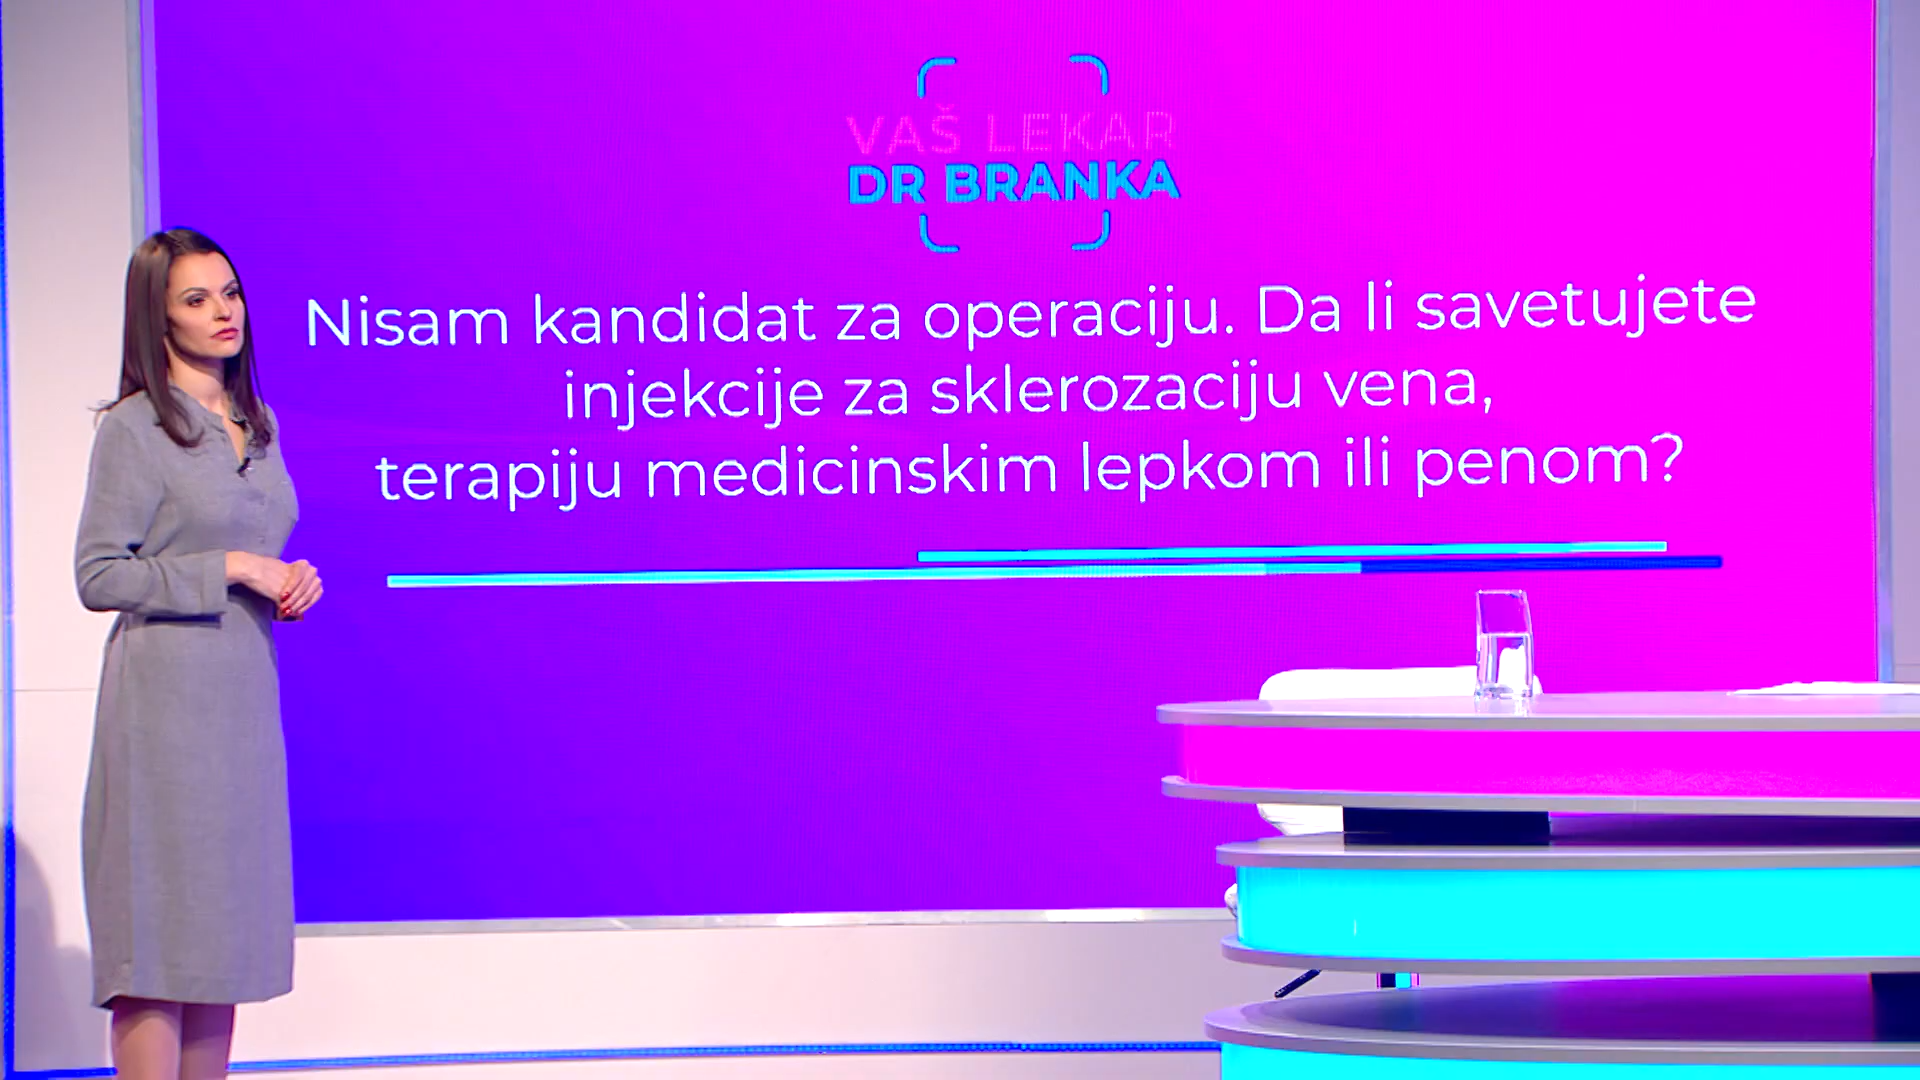 VAŠ LEKAR
DR BRANKA
Nisam kandidat za operaciju. Da li savetujete
injekcije za sklerozaciju vena,
terapiju medicinskim lepkom ili penom?